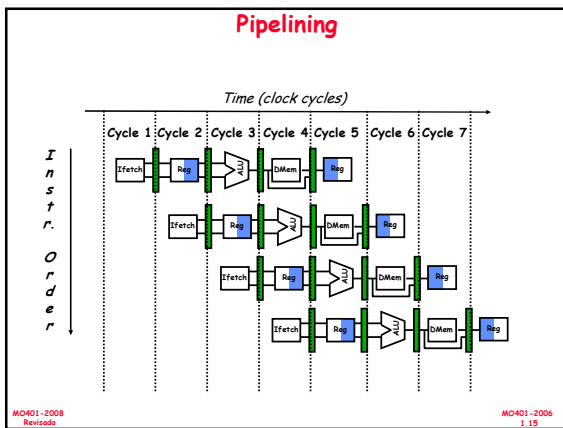 Pipelining
Time (clock cycles)
Cycle 1 Cycle 2 Cycle 3 Cycle 4 Cycle 5 Cycle 6 Cycle 7
Instr.
Order
Ifetch Reg ALU DMem Reg
Ifetch Reg ALU DMem Reg
Ifetch Reg ALU DMem Reg
Ifetch Reg ALU DMem Reg
MO401-2008
Revisado
MO401-2006
1.15